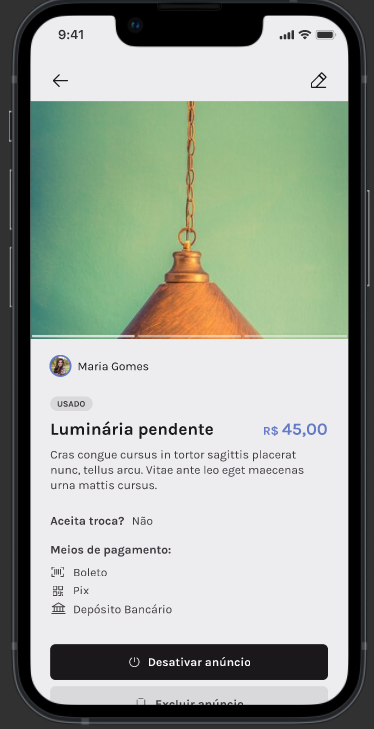 9:41
Maria Gomes
USADO
Luminária pendente R$ 45,00
Cras congue cursus in tortor sagittis placerat
nunc, tellus arcu. Vitae ante leo eget maecenas
urna mattis cursus.
Aceita troca? Não
Meios de pagamento:
Boleto
Pix
Depósito Bancário
Desativar anúncio
Excluir anúncio